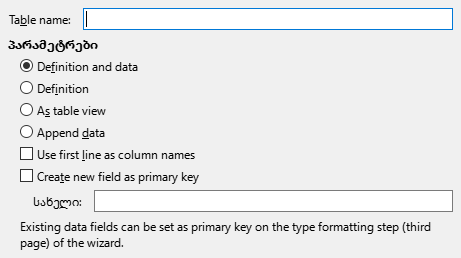 Table name:
პარამეტრები
Definition and data
Definition
As table view
Append data
Use first line as column names
Create new field as primary key
სახელი:
Existing data fields can be set as primary key on the type formatting step (third
page) of the wizard.